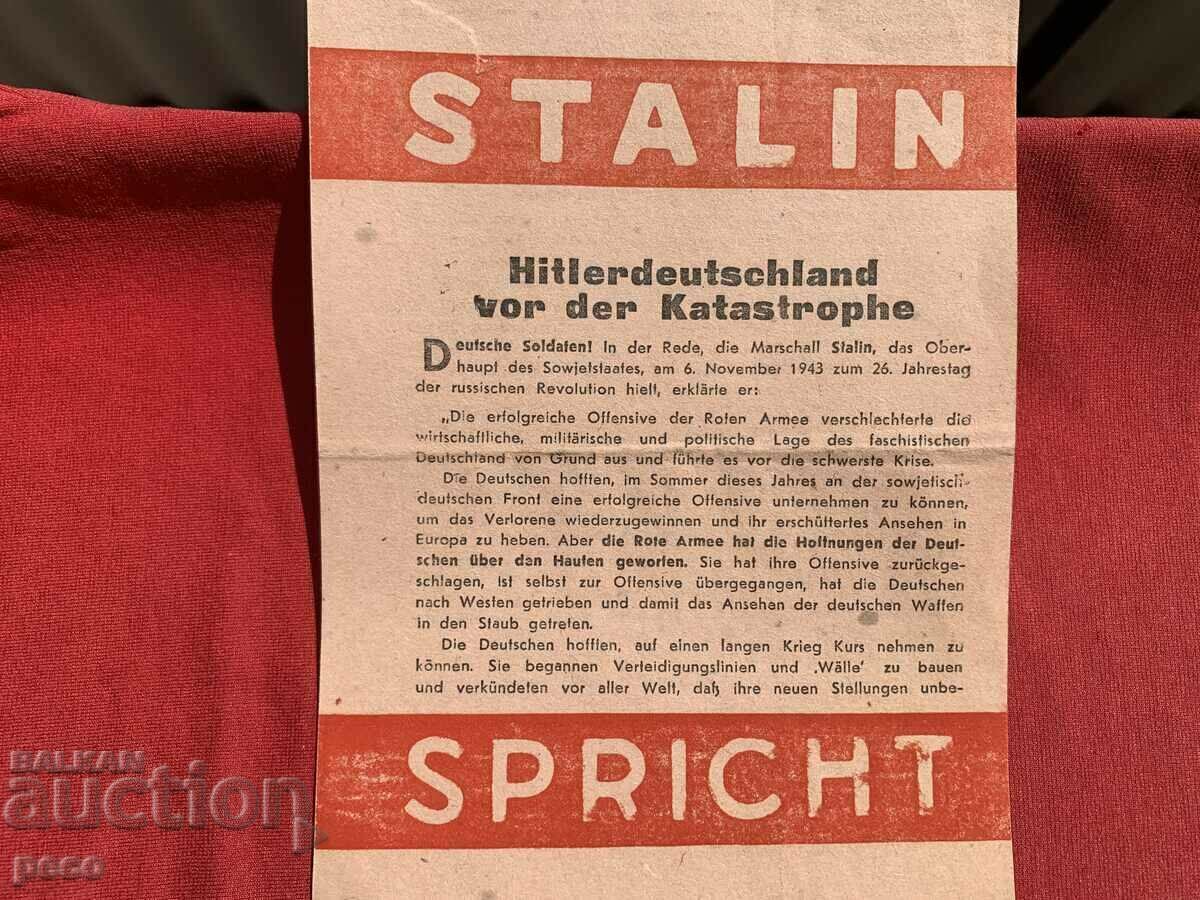 STALIN
Hitlerdeutschland
vor der Katastrophe
Deutsche Soldaten! In der Rede, die Marschall Stalin, das Ober-
haupt des Sowjetstaates, am 6. November 1943 zum 26. Jahrestag
der russischen Revolution hielt, erklärte er:
„Die erfolgreiche Offensive der Roten Armee verschlechterte die
wirtschaftliche, militärische und politische Lage des faschistischen
Deutschland von Grund aus und führte es vor die schwerste Krise.
Die Deutschen hofften, im Sommer dieses Jahres an der sowjetisch-
deutschen Front eine erfolgreiche Offensive unternehmen zu können,
um das Verlorene wiederzugewinnen und ihr erschüttertes Ansehen in
Europa zu heben. Aber die Rote Armee hat die Hoffnungen der Deut-
schen über den Haufen geworfen. Sie hat ihre Offensive zurückge-
schlagen, ist selbst zur Offensive übergegangen, hat die Deutschen
nach Westen getrieben und damit das Ansehen der deutschen Waffen
in den Staub getreten.
Die Deutschen hofften, auf einen langen Krieg Kurs nehmen zu
können. Sie begannen Verteidigungslinien und ‚Wälle' zu bauen
und verkündeten vor aller Welt, daß ihre neuen Stellungen unbe-
SPRICHT
BALKAN
auction
peco